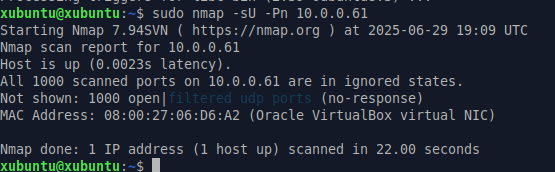 xubuntu@xubuntu:~$ sudo nmap -sU -Pn 10.0.0.61
Starting Nmap 7.94SVN ( https://nmap.org ) at 2025-06-29 19:09 UTC
Nmap scan report for 10.0.0.61
Host is up (0.0023s latency).
All 1000 scanned ports on 10.0.0.61 are in ignored states.
Not shown: 1000 open|filtered udp ports (no-response)
MAC Address: 08:00:27:06:D6:A2 (Oracle VirtualBox virtual NIC)
Nmap done: 1 IP address (1 host up) scanned in 22.00 seconds
xubuntu@xubuntu:~$